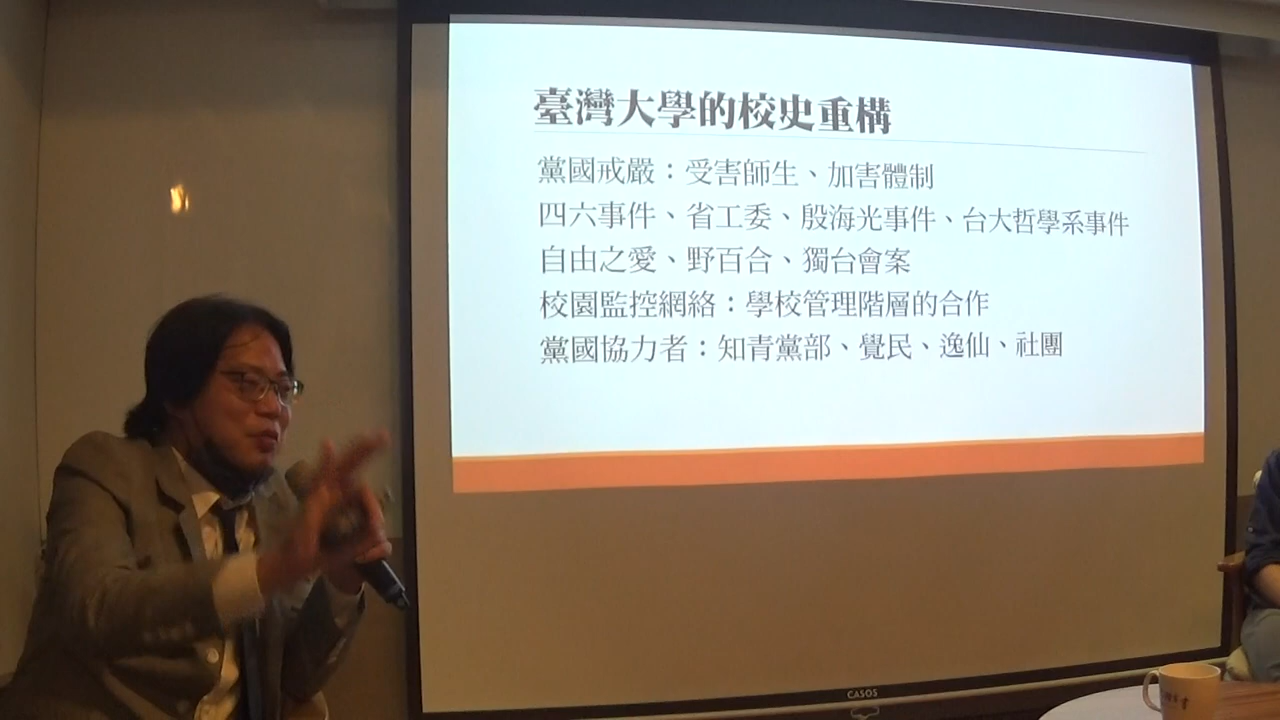 臺灣大學的校史重構
黨國戒嚴：受害師生、加害體制
四六事件、省工委、殷海光事件、台大哲學系事件
自由之愛、野百合、獨台會案
校園監控網絡：學校管理階層的合作
黨國協力者：知青黨部、覺民、逸仙、社團
CASOS